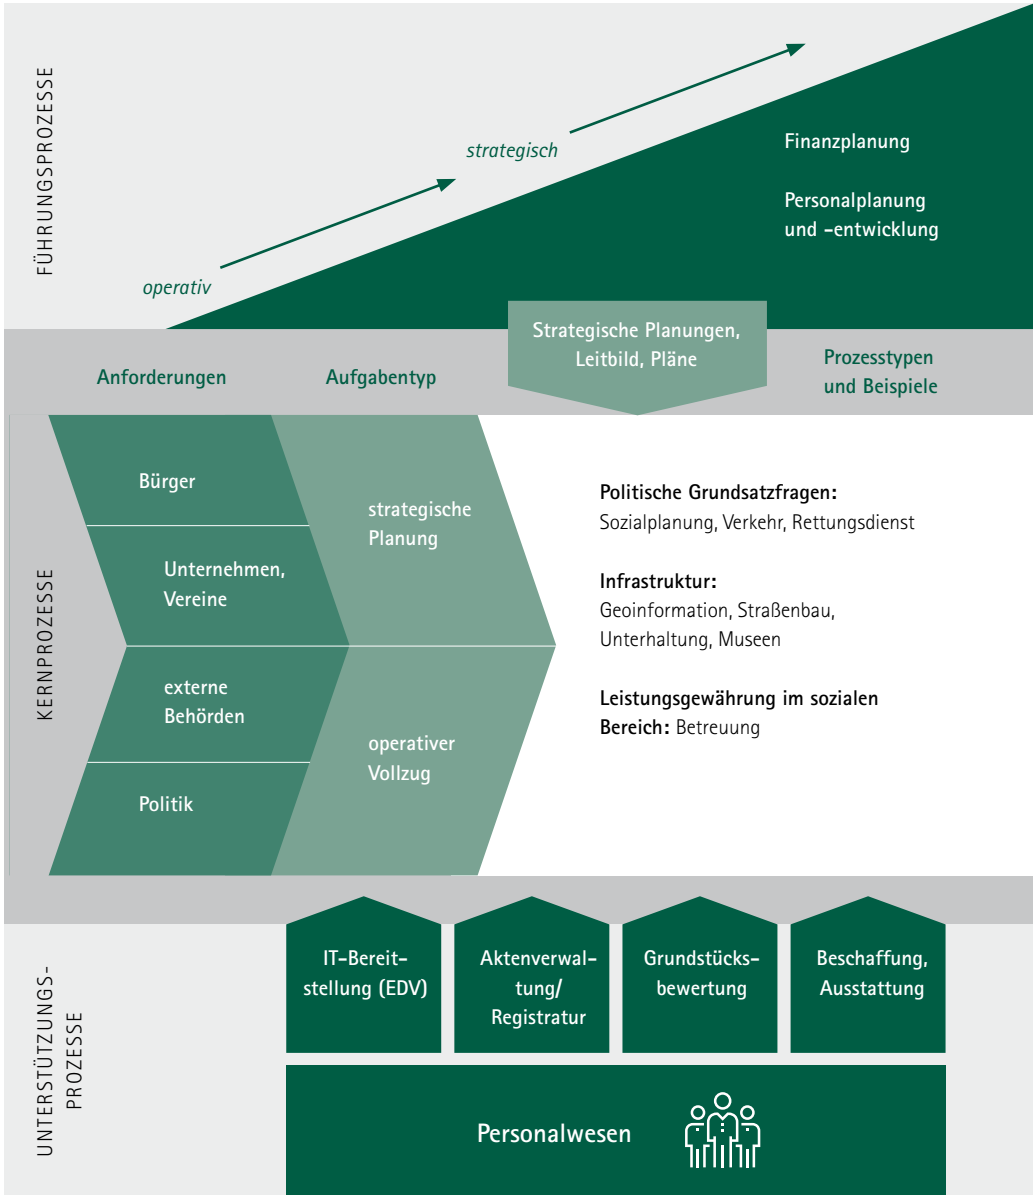 FÜHRUNGSPROZESSE
operativ
strategisch
Finanzplanung
Personalplanung
und -entwicklung
Anforderungen
Aufgabentyp
Strategische Planungen,
Leitbild, Pläne
Prozesstypen
und Beispiele
KERNPROZESSE
Bürger
Unternehmen,
Vereine
externe
Behörden
Politik
strategische
Planung
operativer
Vollzug
Politische Grundsatzfragen:
Sozialplanung, Verkehr, Rettungsdienst
Infrastruktur:
Geoinformation, Straßenbau,
Unterhaltung, Museen
Leistungsgewährung im sozialen
Bereich: Betreuung
UNTERSTÜTZUNGS-
PROZESSE
IT-Bereit-
stellung (EDV)
Aktenverwal-
tung/
Registratur
Grundstücks-
bewertung
Beschaffung,
Ausstattung
Personalwesen